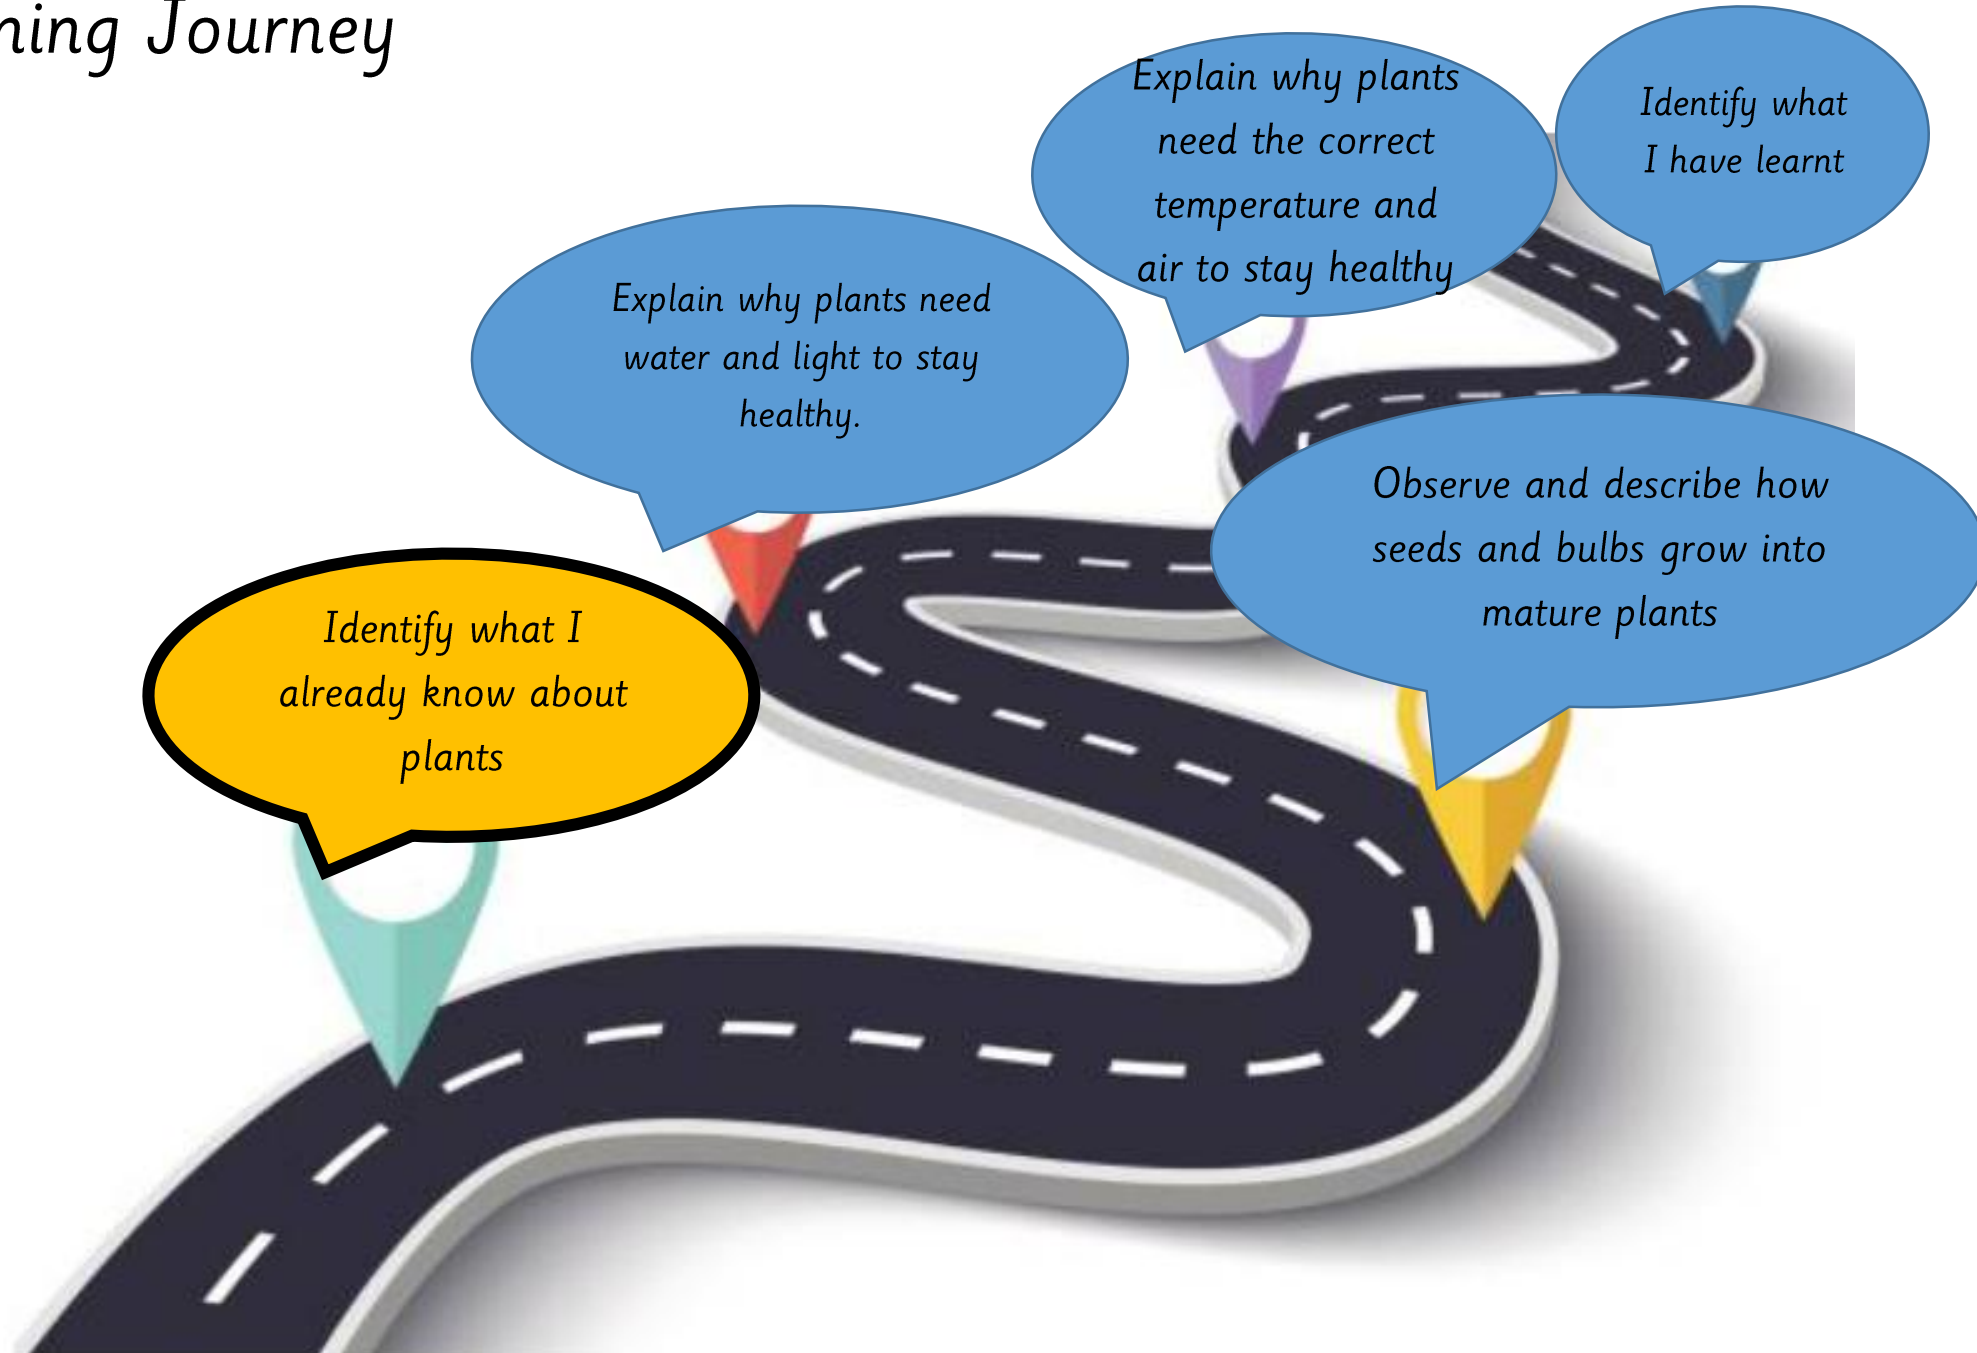 ning Journey
Explain why plants
need the correct
temperature and
air to stay healthy
Identify what
I have learnt
Explain why plants need
water and light to stay
healthy.
Observe and describe how
seeds and bulbs grow into
mature plants
Identify what I
already know about
plants